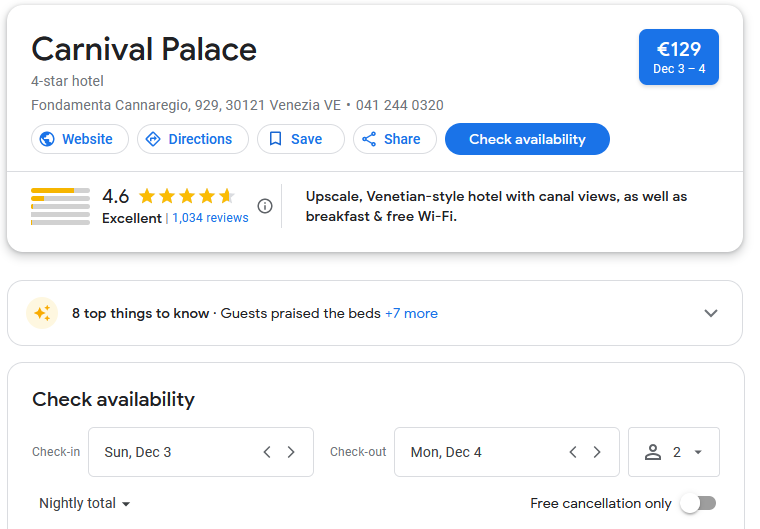 Carnival Palace
€129
Dec 3 – 4
4-star hotel
Fondamenta Cannaregio, 929, 30121 Venezia VE • 041 244 0320
Website
Directions
Save
Share
Check availability
4.6
Excellent | 1,034 reviews
Upscale, Venetian-style hotel with canal views, as well as
breakfast & free Wi-Fi.
8 top things to know · Guests praised the beds +7 more
Check availability
Check-in
Sun, Dec 3
Check-out
Mon, Dec 4
2
Nightly total
Free cancellation only